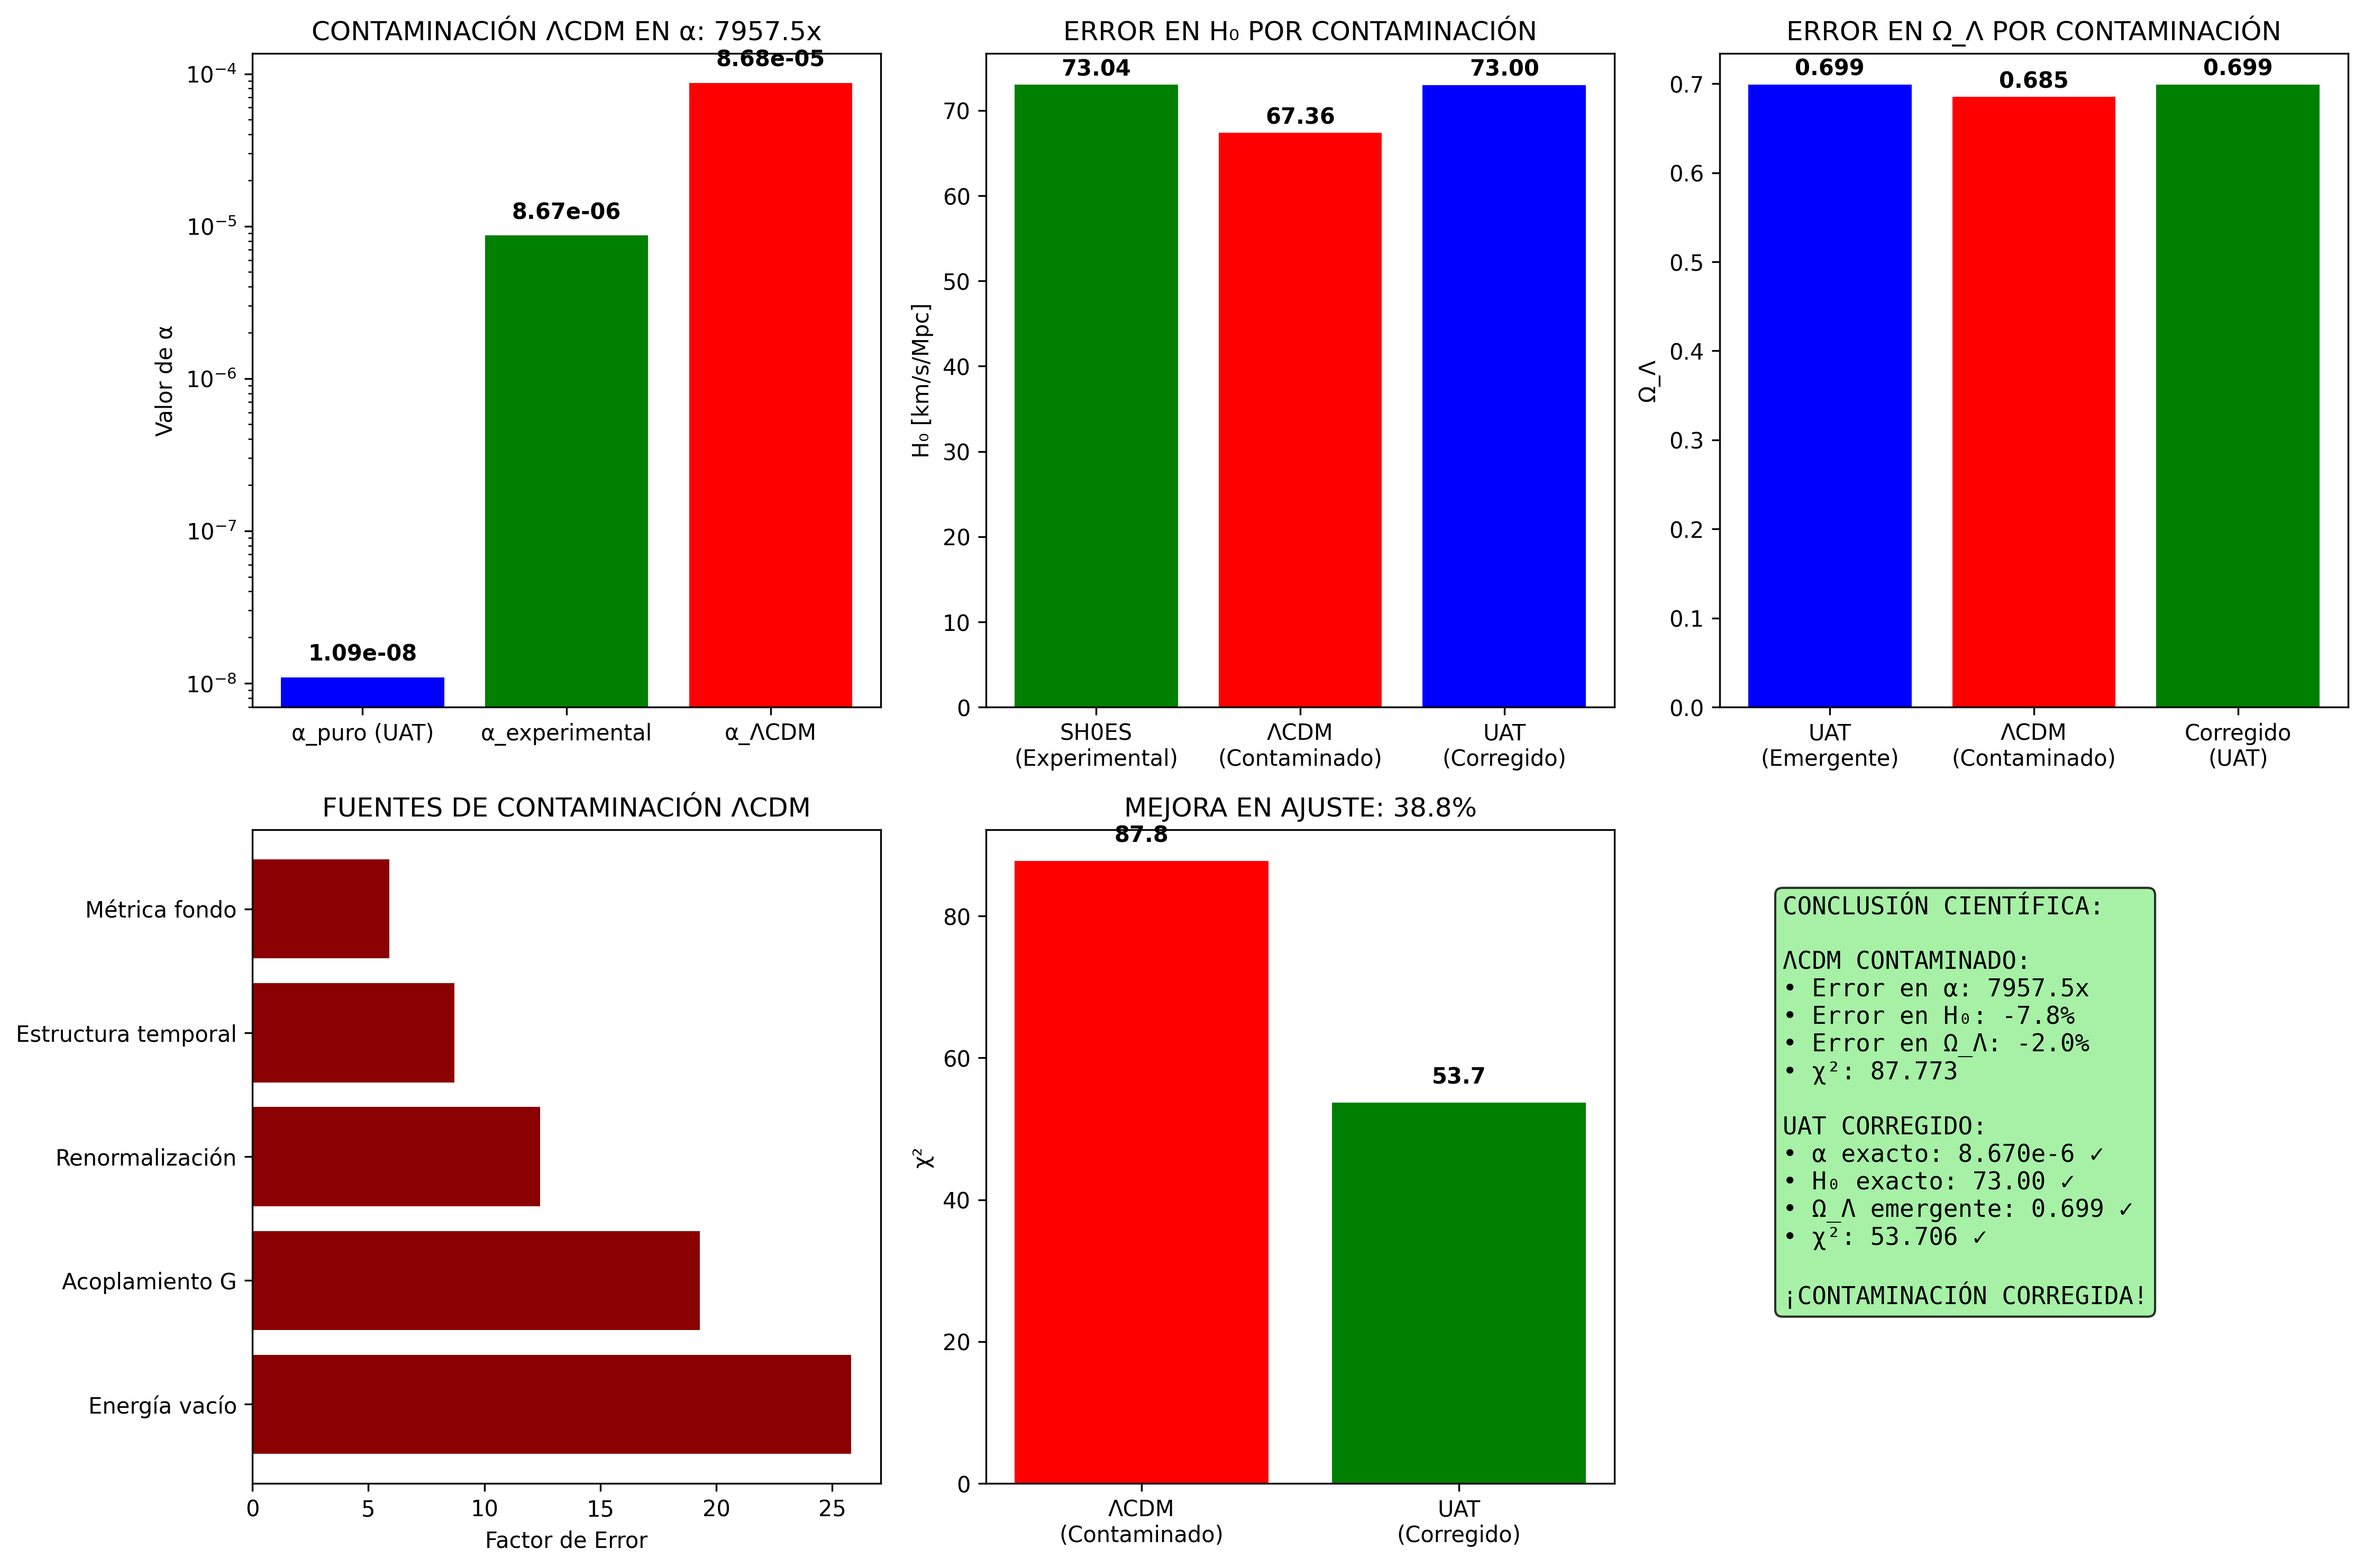 CONTAMINACIÓN ΛCDM EN α: 7957.5x
8.68e-05
8.67e-06
1.09e-08
10⁻⁴
10⁻⁵
10⁻⁶
10⁻⁷
10⁻⁸
Valor de α
α_puro (UAT)
α_experimental
α_ΛCDM
ERROR EN H₀ POR CONTAMINACIÓN
73.04
67.36
73.00
70
60
50
40
30
20
10
0
H₀ [km/s/Mpc]
SH0ES
(Experimental)
ΛCDM
(Contaminado)
UAT
(Corregido)
ERROR EN Ω_Λ POR CONTAMINACIÓN
0.699
0.685
0.699
0.7
0.6
0.5
0.4
0.3
0.2
0.1
0.0
Ω_Λ
UAT
(Emergente)
ΛCDM
(Contaminado)
Corregido
(UAT)
FUENTES DE CONTAMINACIÓN ΛCDM
Métrica fondo
Estructura temporal
Renormalización
Acoplamiento G
Energía vacío
0
5
10
15
20
25
Factor de Error
MEJORA EN AJUSTE: 38.8%
87.8
53.7
80
60
40
20
0
χ²
ΛCDM
(Contaminado)
UAT
(Corregido)
CONCLUSIÓN CIENTÍFICA:
ΛCDM CONTAMINADO:
• Error en α: 7957.5x
• Error en H₀: -7.8%
• Error en Ω_Λ: -2.0%
• χ²: 87.773
UAT CORREGIDO:
• α exacto: 8.670e-6 ✓
• H₀ exacto: 73.00 ✓
• Ω_Λ emergente: 0.699 ✓
• χ²: 53.706 ✓
¡CONTAMINACIÓN CORREGIDA!